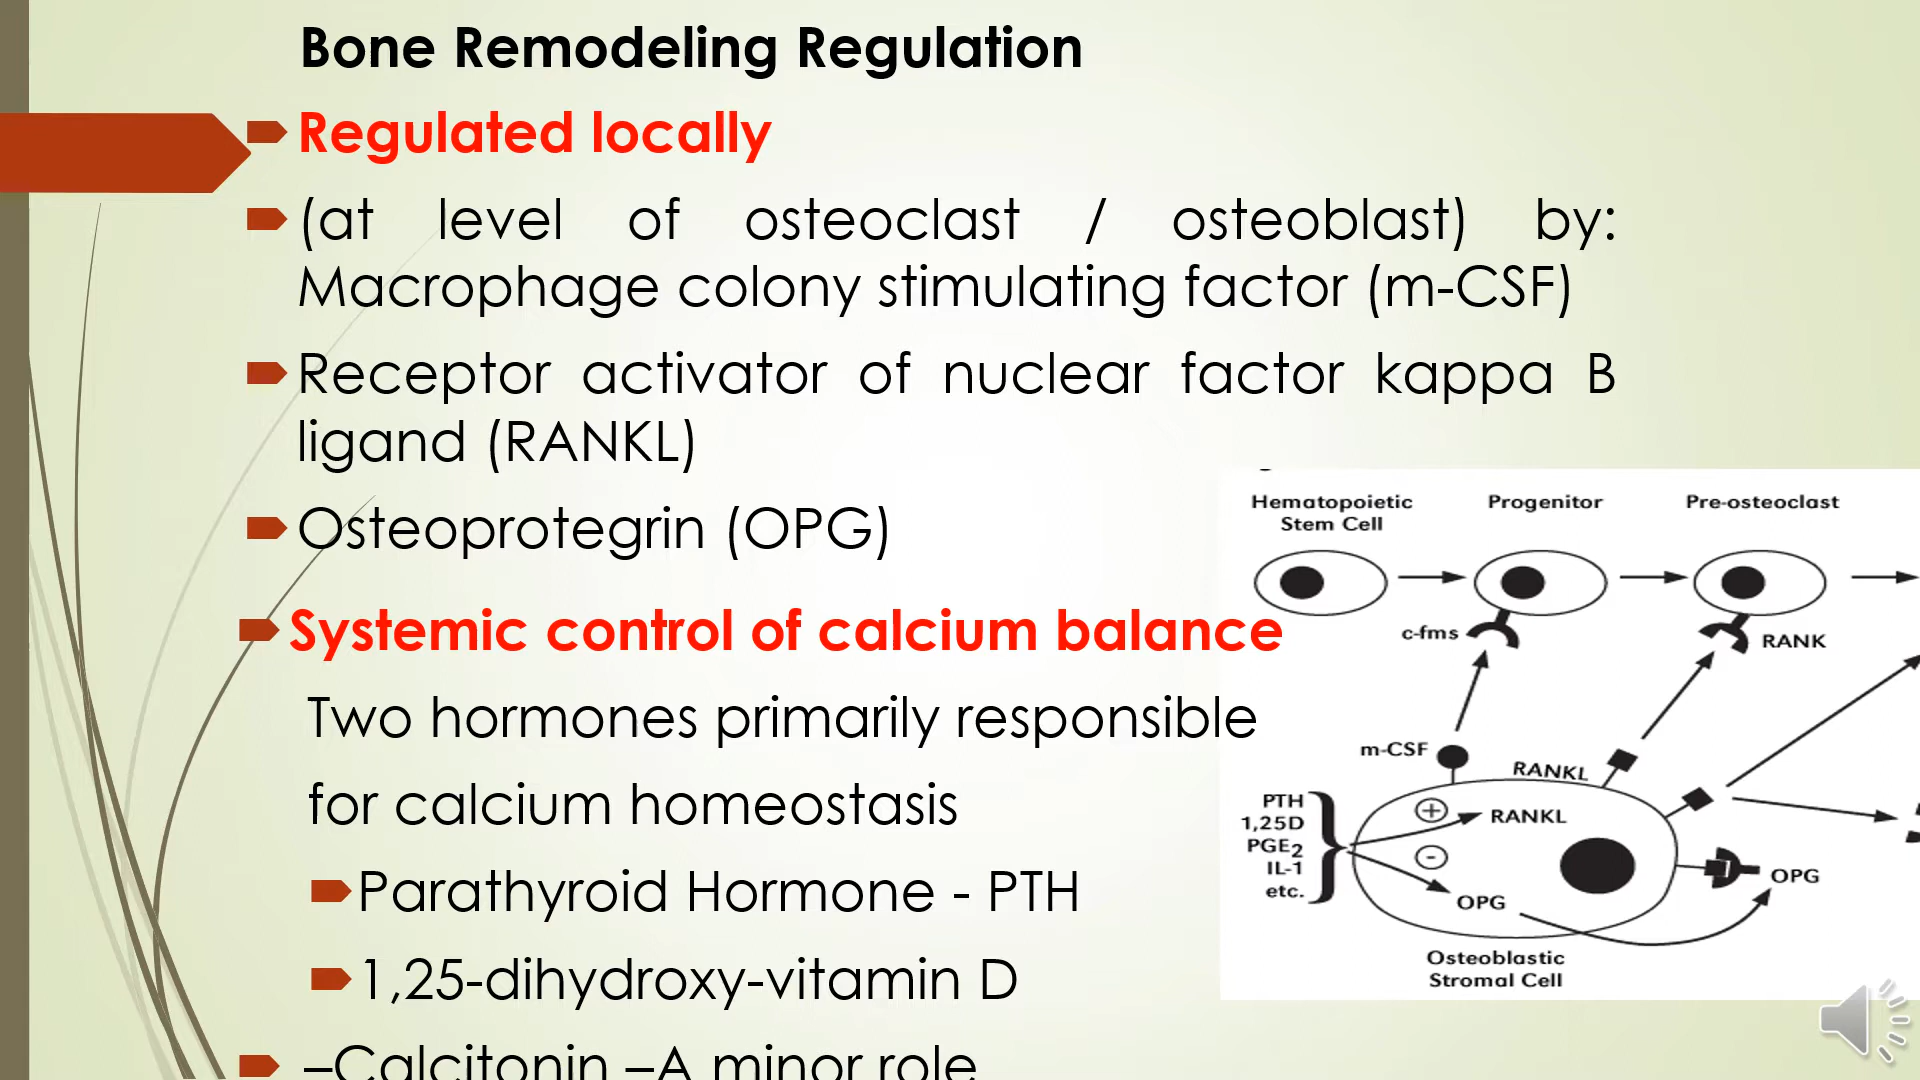 Bone Remodeling Regulation
Regulated locally
(at level of osteoclast / osteoblast) by:
Macrophage colony stimulating factor (m-CSF)
Receptor activator of nuclear factor kappa B
ligand (RANKL)
Osteoprotegrin (OPG)
Systemic control of calcium balance
Two hormones primarily responsible
for calcium homeostasis
Parathyroid Hormone - PTH
1,25-dihydroxy-vitamin D
–Calcitonin –A minor role
Hematopoietic
Stem Cell
Progenitor
Pre-osteoclast
c-fms
RANK
m-CSF
RANKL
PTH
1,25D
PGE2
IL-1
etc.
+
RANKL
-
OPG
OPG
Osteoblastic
Stromal Cell